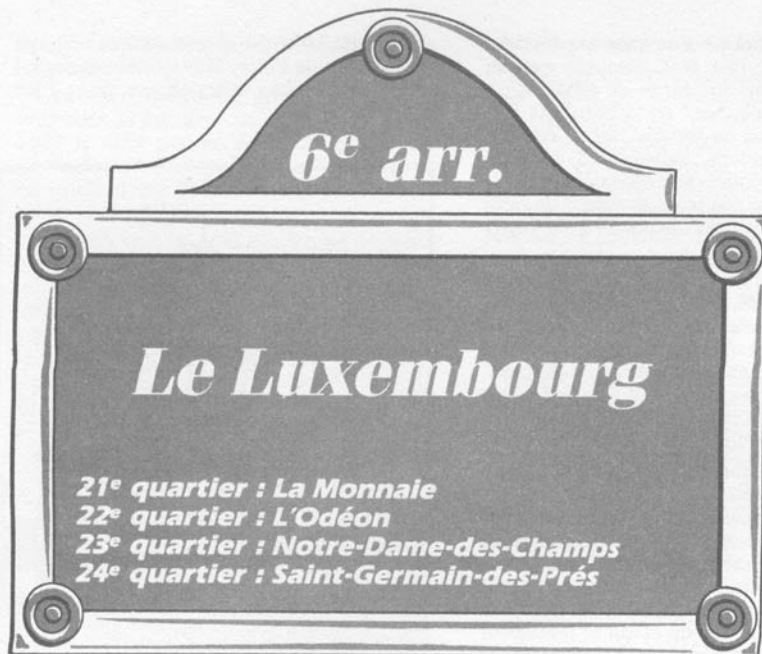 6e arr.
Le Luxembourg
21e quartier : La Monnaie
22e quartier : L'Odéon
23e quartier : Notre-Dame-des-Champs
24e quartier : Saint-Germain-des-Prés